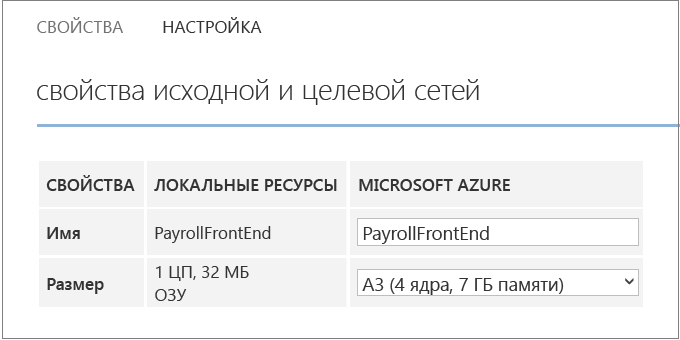 СВОЙСТВА НАСТРОЙКА
свойства исходной и целевой сетей
СВОЙСТВА ЛОКАЛЬНЫЕ РЕСУРСЫ MICROSOFT AZURE
Имя PayrollFrontEnd PayrollFrontEnd
Размер 1 ЦП, 32 МБ ОЗУ A3 (4 ядра, 7 ГБ памяти)